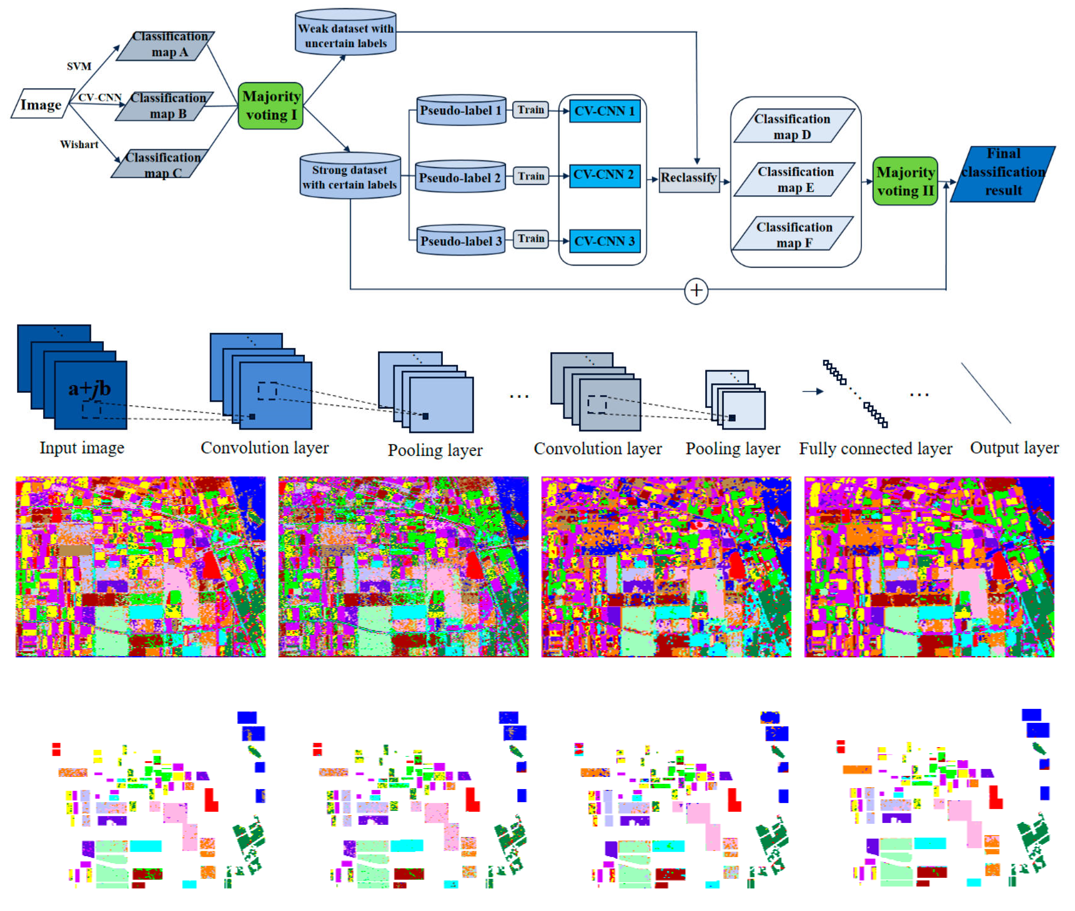 Image
SVM
CV-CNN
Wishart
Classification
map A
Classification
map B
Classification
map C
Majority
voting I
Weak dataset with
uncertain labels
Strong dataset
with certain labels
Pseudo-label 1
Train
CV-CNN 1
Pseudo-label 2
Train
CV-CNN 2
Pseudo-label 3
Train
CV-CNN 3
Reclassify
Classification
map D
Classification
map E
Classification
map F
Majority
voting II
Final
classification
result
+
a+jb
...
...
Input image
Convolution layer
Pooling layer
Convolution layer
Pooling layer
Fully connected layer
Output layer